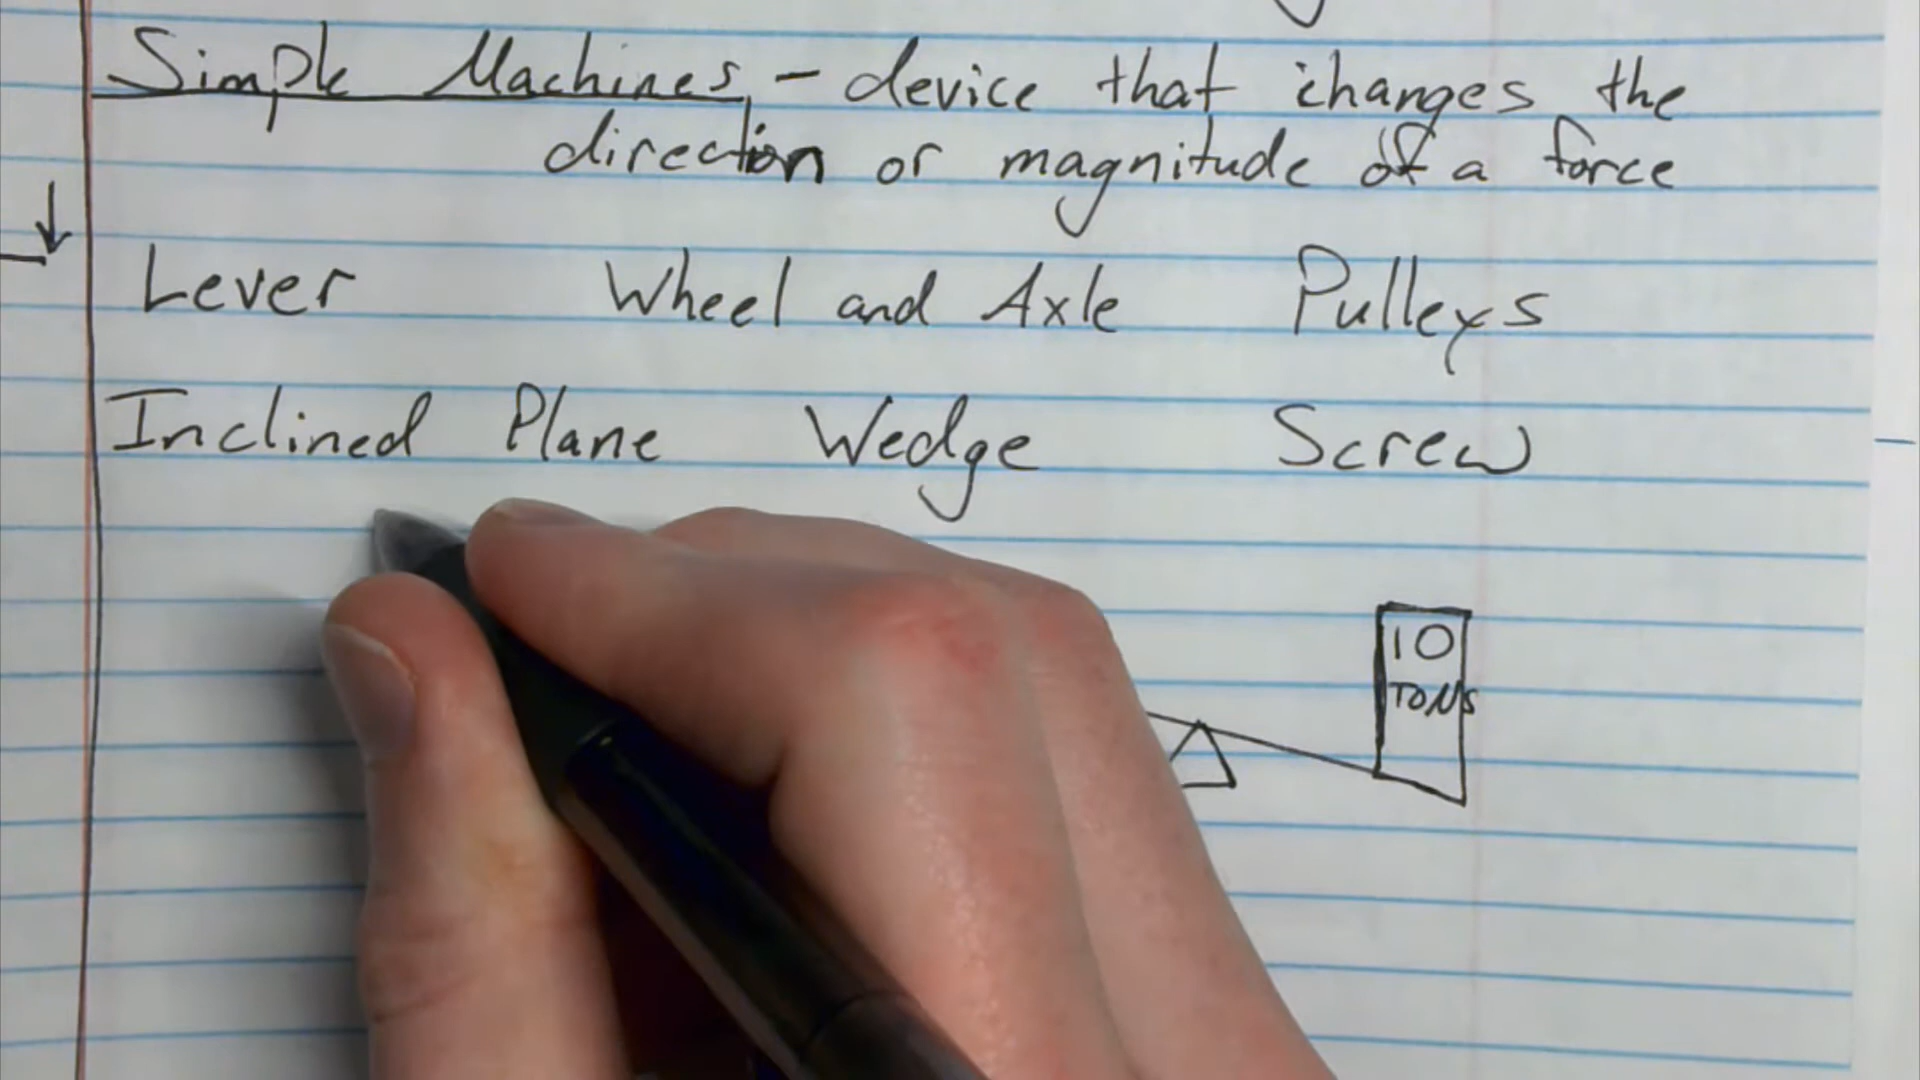 Simple Machines - device that changes the
direction or magnitude of a force
Lever Wheel and Axle Pulleys
Inclined Plane Wedge Screw
10
TONS